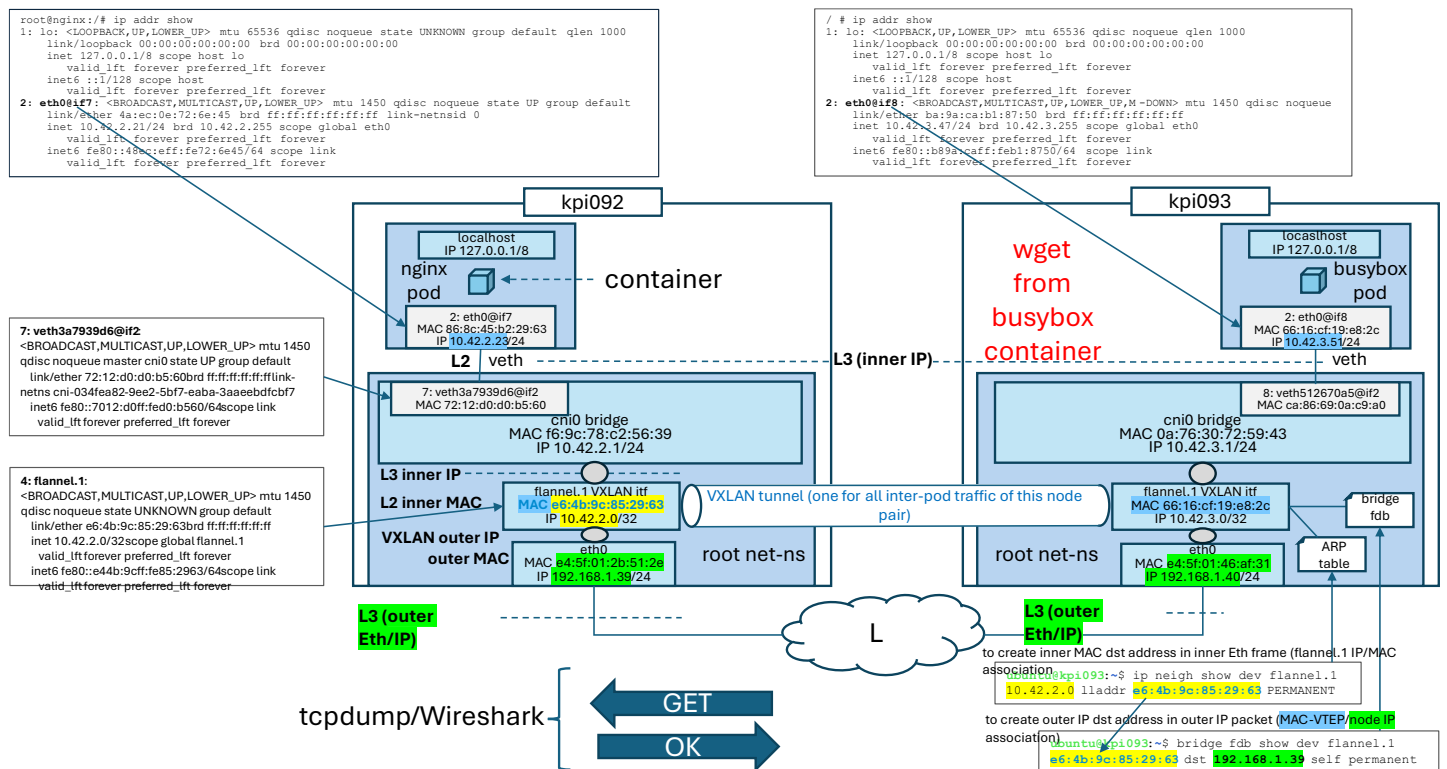 root@nginx:/# ip addr show
1: lo: <LOOPBACK,UP,LOWER_UP> mtu 65536 qdisc noqueue state UNKNOWN group default qlen 1000
link/loopback 00:00:00:00:00:00 brd 00:00:00:00:00:00
inet 127.0.0.1/8 scope host lo
valid_lft forever preferred_lft forever
inet6 ::1/128 scope host
valid_lft forever preferred_lft forever
2: eth0@if7: <BROADCAST,MULTICAST,UP,LOWER_UP> mtu 1450 qdisc noqueue state UP group default
link/ether 4a:ec:0e:72:6e:45 brd ff:ff:ff:ff:ff:ff link-netnsid 0
inet 10.42.2.21/24 brd 10.42.2.255 scope global eth0
valid_lft forever preferred_lft forever
inet6 fe80::48ec:eff:fe72:6e45/64 scope link
valid_lft forever preferred_lft forever
/ # ip addr show
1: lo: <LOOPBACK,UP,LOWER_UP> mtu 65536 qdisc noqueue qlen 1000
link/loopback 00:00:00:00:00:00 brd 00:00:00:00:00:00
inet 127.0.0.1/8 scope host lo
valid_lft forever preferred_lft forever
inet6 ::1/128 scope host
valid_lft forever preferred_lft forever
2: eth0@if8: <BROADCAST,MULTICAST,UP,LOWER_UP,M-DOWN> mtu 1450 qdisc noqueue
link/ether ba:9a:ca:b1:87:50 brd ff:ff:ff:ff:ff:ff
inet 10.42.3.47/24 brd 10.42.3.255 scope global eth0
valid_lft forever preferred_lft forever
inet6 fe80::b89a:caff:feb1:8750/64 scope link
valid_lft forever preferred_lft forever
kpi092
localhost
IP 127.0.0.1/8
nginx
pod
container
2: eth0@if7
MAC 86:8c:45:b2:29:63
IP 10.42.2.23/24
L2
veth
L3 (inner IP)
7: veth3a7939d6@if2
MAC 72:12:d0:d0:b5:60
cni0 bridge
MAC f6:9c:78:c2:56:39
IP 10.42.2.1/24
L3 inner IP
L2 inner MAC
flannel.1 VXLAN itf
MAC e6:4b:9c:85:29:63
IP 10.42.2.0/32
VXLAN outer IP
outer MAC
eth0
MAC e4:5f:01:2b:51:2e
IP 192.168.1.39/24
root net-ns
7: veth3a7939d6@if2:
<BROADCAST,MULTICAST,UP,LOWER_UP> mtu 1450
qdisc noqueue master cni0 state UP group default
link/ether 72:12:d0:d0:b5:60brd ff:ff:ff:ff:ff:fflink-
netns cni-034fea82-9ee2-5bf7-eaba-3aaeebdfcbf7
inet6 fe80::7012:d0ff:fed0:b560/64scope link
valid_lft forever preferred_lft forever
4: flannel.1:
<BROADCAST,MULTICAST,UP,LOWER_UP> mtu 1450
qdisc noqueue state UNKNOWN group default
link/ether e6:4b:9c:85:29:63brd ff:ff:ff:ff:ff:ff
inet 10.42.2.0/32scope global flannel.1
valid_lft forever preferred_lft forever
inet6 fe80::e44b:9cff:fe85:2963/64scope link
valid_lft forever preferred_lft forever
VXLAN tunnel (one for all inter-pod traffic of this node
pair)
kpi093
wget
from
busybox
container
locaslhost
IP 127.0.0.1/8
busybox
pod
2: eth0@if8
MAC 66:16:cf:19:e8:2c
IP 10.42.3.51/24
veth
8: veth512670a5@if2
MAC ca:86:69:0a:c9:a0
cni0 bridge
MAC 0a:76:30:72:59:43
IP 10.42.3.1/24
flannel.1 VXLAN itf
MAC 66:16:cf:19:e8:2c
IP 10.42.3.0/32
bridge
fdb
ARP
table
root net-ns
eth0
MAC e4:5f:01:46:af:31
IP 192.168.1.40/24
L3 (outer
Eth/IP)
L
L3 (outer
Eth/IP)
to create inner MAC dst address in inner Eth frame (flannel.1 IP/MAC
association
ubuntu@kpi093:~$ ip neigh show dev flannel.1
10.42.2.0 lladdr e6:4b:9c:85:29:63 PERMANENT
to create outer IP dst address in outer IP packet (MAC-VTEP/node IP
association)
ubuntu@kpi093:~$ bridge fdb show dev flannel.1
e6:4b:9c:85:29:63 dst 192.168.1.39 self permanent
tcpdump/Wireshark
GET
OK